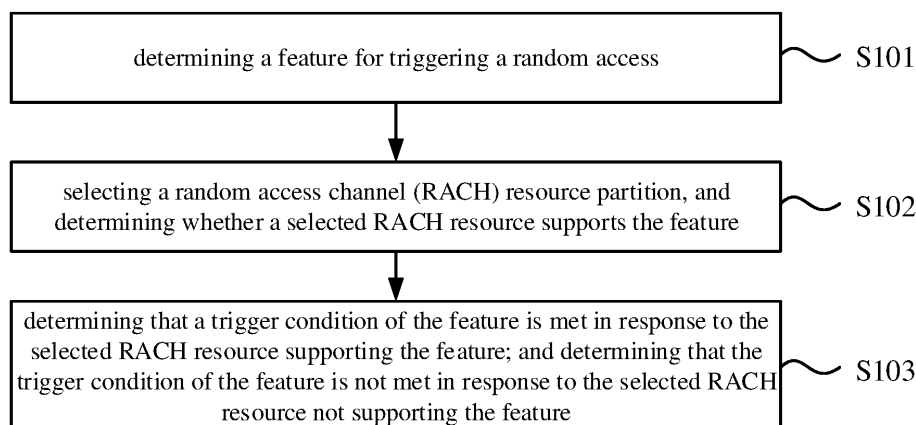 determining a feature for triggering a random access
S101
selecting a random access channel (RACH) resource partition, and
determining whether a selected RACH resource supports the feature
S102
determining that a trigger condition of the feature is met in response to the
selected RACH resource supporting the feature; and determining that the
trigger condition of the feature is not met in response to the selected RACH
resource not supporting the feature
S103